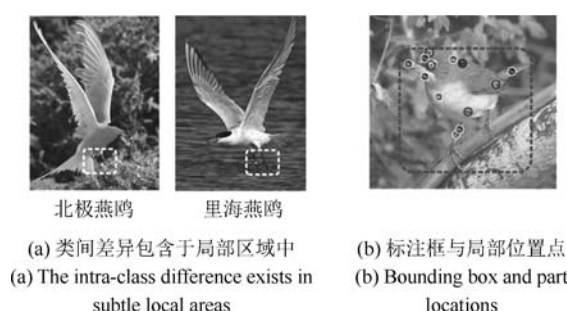 北极燕鸥
里海燕鸥
(a) 类间差异包含于局部区域中
(a) The intra-class difference exists in
subtle local areas
(b) 标注框与局部位置点
(b) Bounding box and part
locations